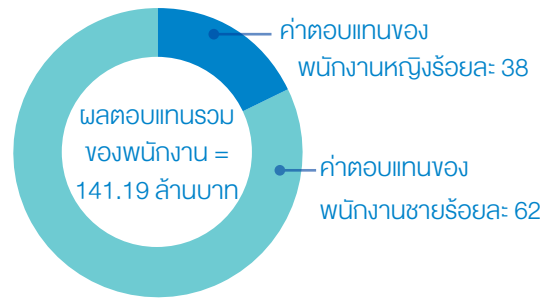 ค่าตอบแทนของ
พนักงานหญิงร้อยละ 38
ผลตอบแทนรวม
ของพนักงาน =
141.19 ล้านบาท
ค่าตอบแทนของ
พนักงานชายร้อยละ 62